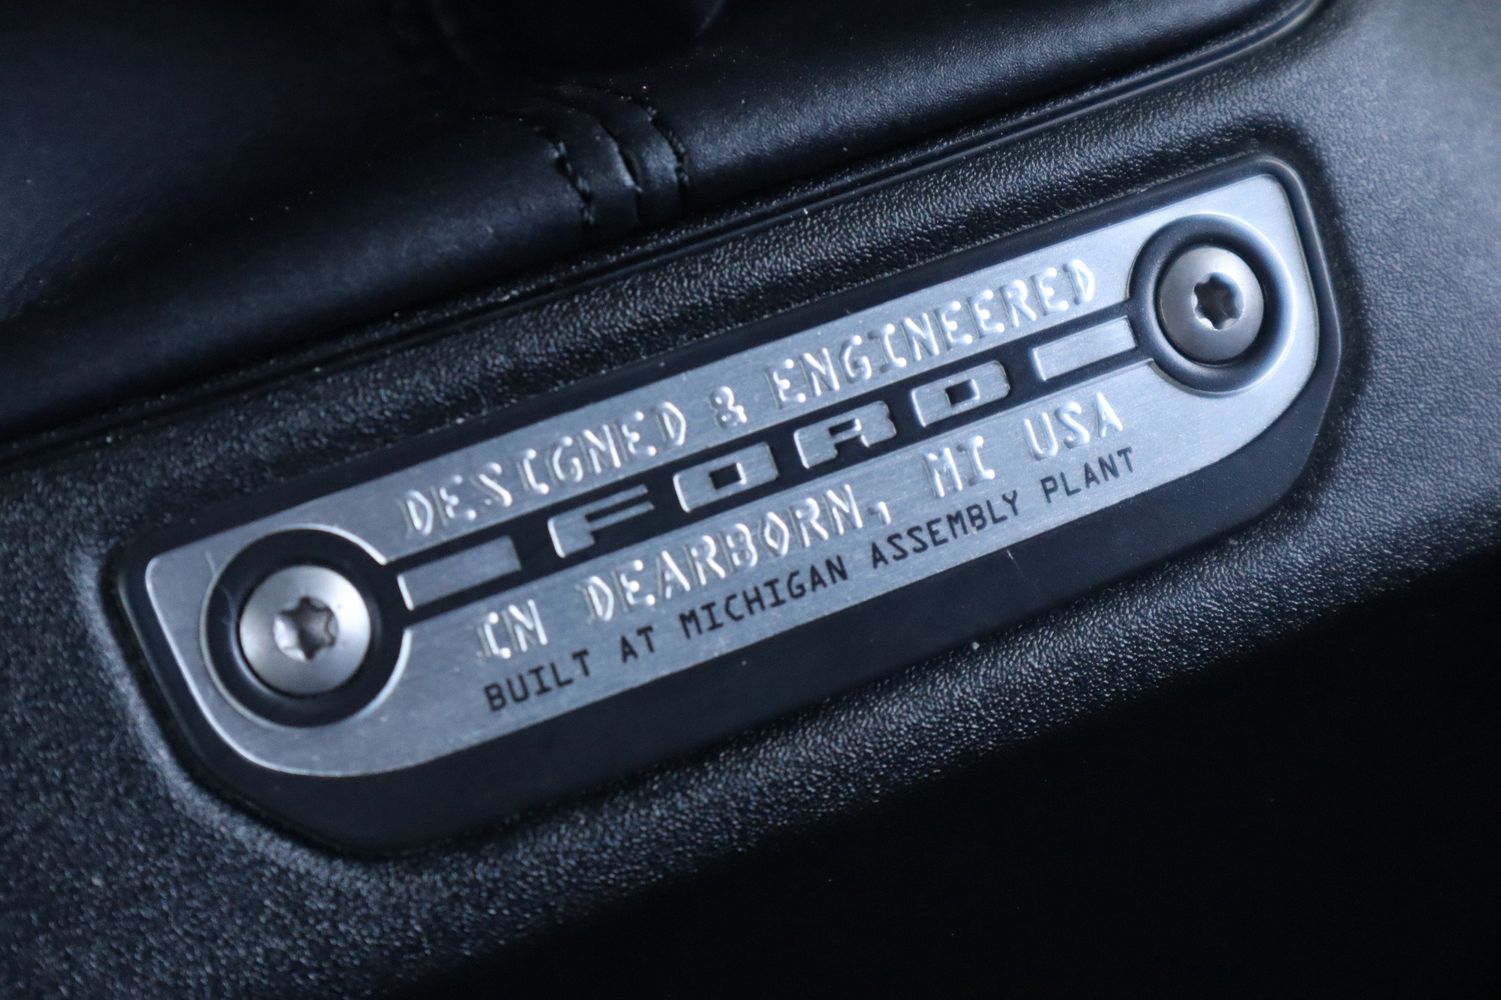 DESIGNED & ENGINEERED
FORD
IN DEARBORN, MI USA
BUILT AT MICHIGAN ASSEMBLY PLANT